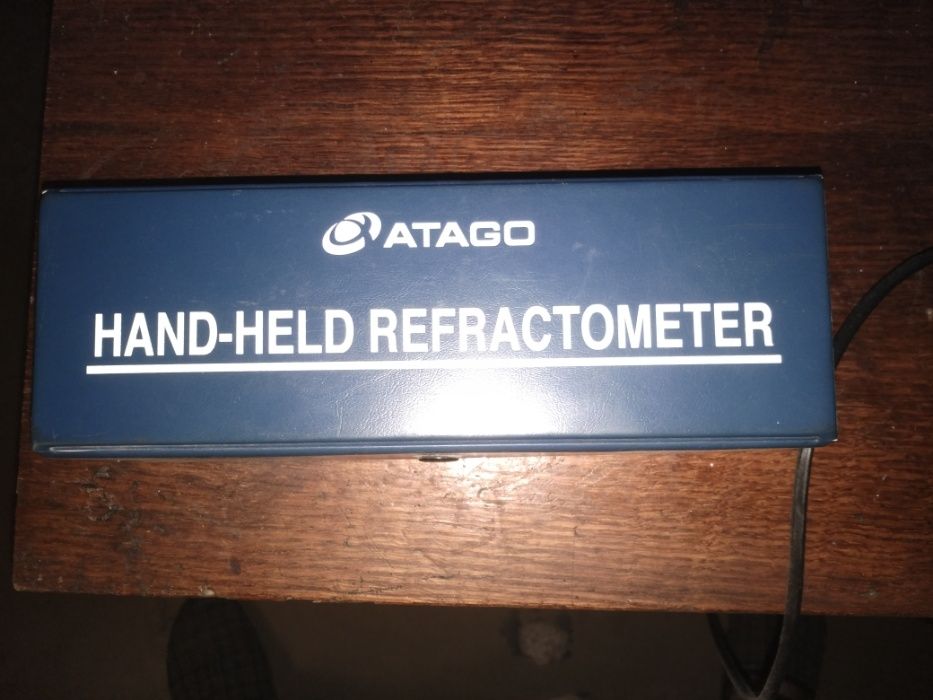 ATAGO
HAND-HELD REFRACTOMETER